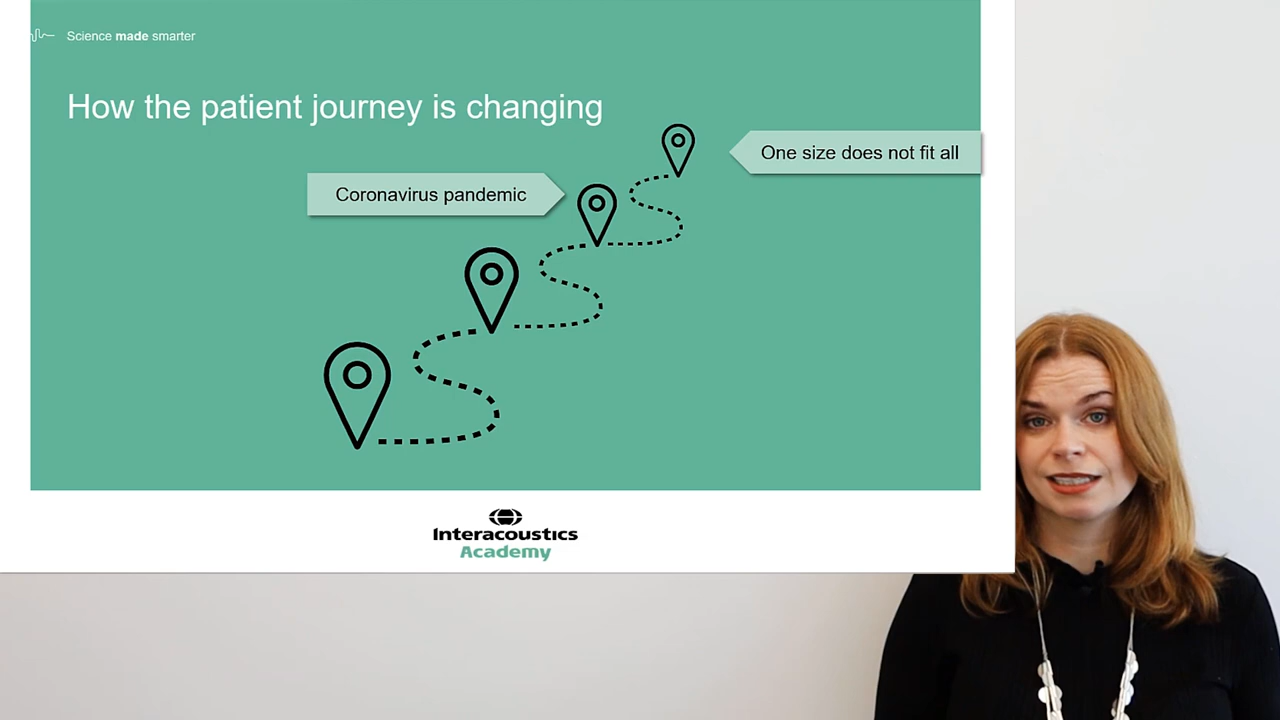 Science made smarter
How the patient journey is changing
One size does not fit all
Coronavirus pandemic
Interacoustics
Academy